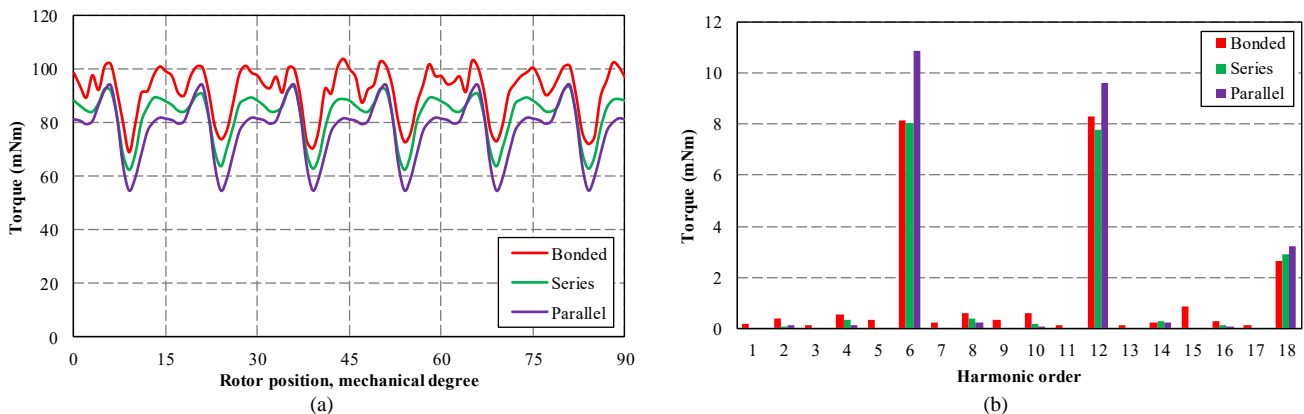 Torque (mNm)
120
100
80
60
40
20
0
Bonded
Series
Parallel
0 15 30 45 60 75 90
Rotor position, mechanical degree
(a)
Torque (mNm)
12
10
8
6
4
2
0
Bonded
Series
Parallel
1 2 3 4 5 6 7 8 9 10 11 12 13 14 15 16 17 18
Harmonic order
(b)